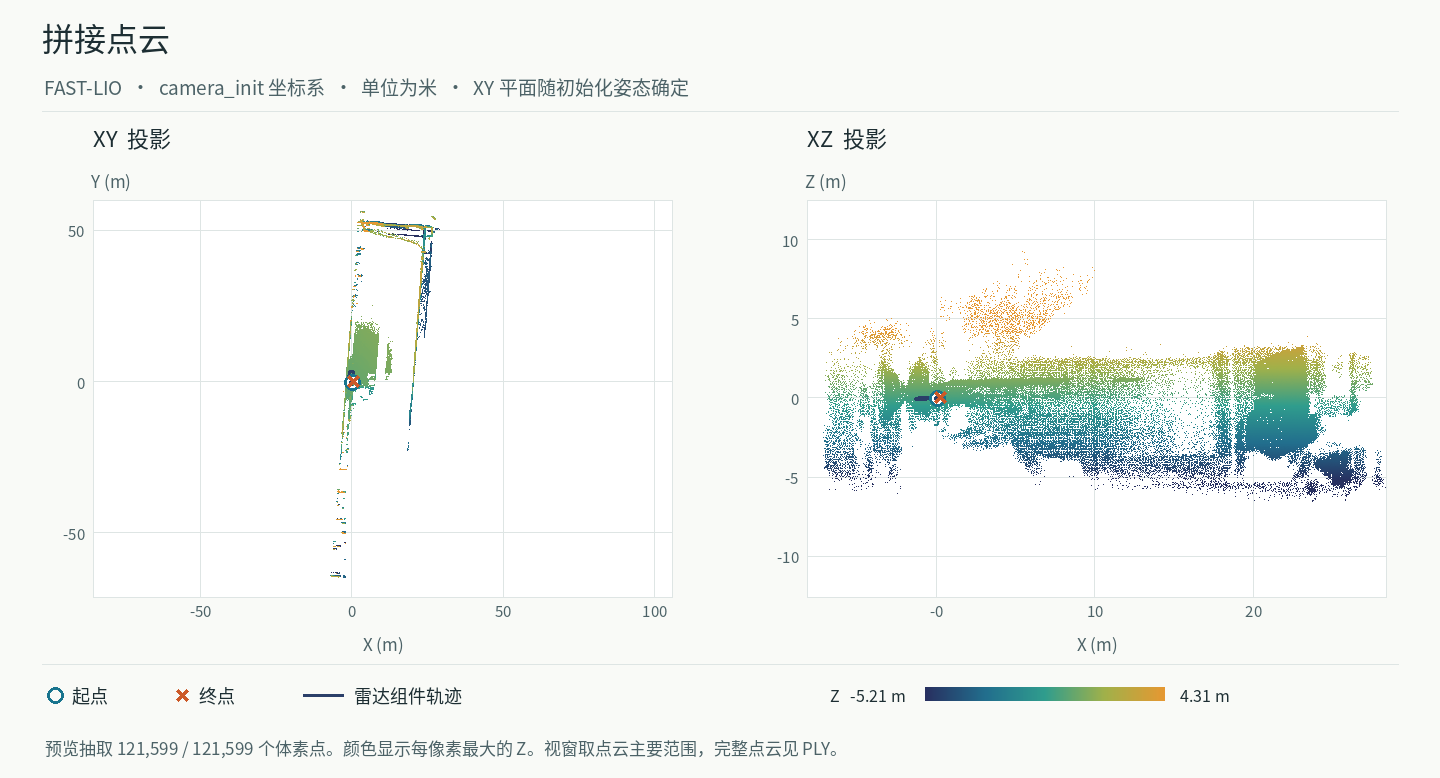 拼接点云
FAST-LIO • camera_init 坐标系 • 单位为米 • XY 平面随初始化姿态确定
XY 投影
XZ 投影
Y (m)
Z (m)
50
0
-50
-50
0
50
100
X (m)
10
5
0
-5
-10
-0
10
20
X (m)
起点
终点
雷达组件轨迹
Z -5.21 m
4.31 m
预览抽取 121,599 / 121,599 个体素点。颜色显示每像素最大的 Z。视窗取点云主要范围，完整点云见 PLY。